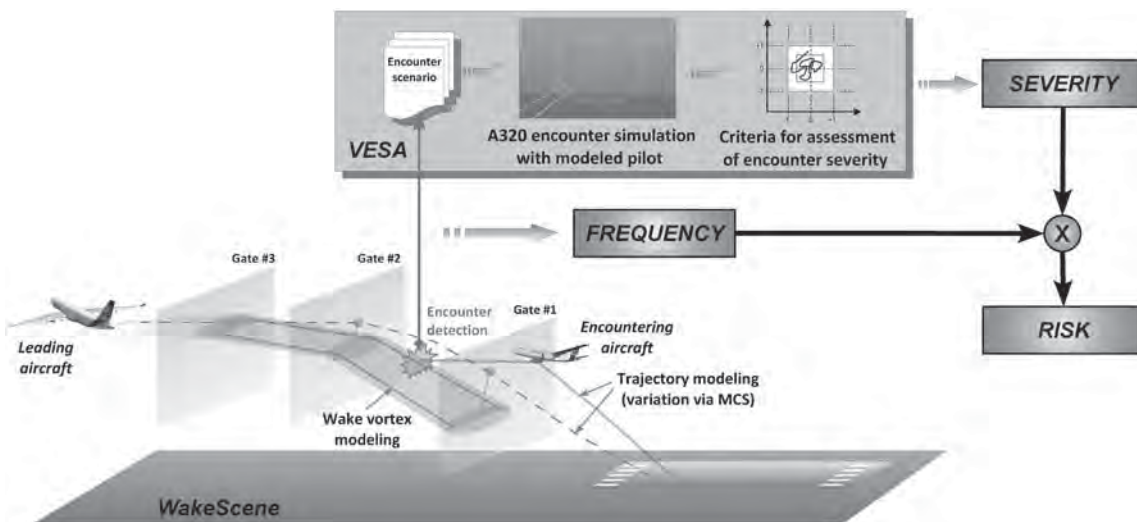 Encounter
scenario
VESA
A320 encounter simulation
with modeled pilot
Criteria for assessment
of encounter severity
SEVERITY
FREQUENCY
X
RISK
Gate #3
Gate #2
Gate #1
Encounter
detection
Encountering
aircraft
Leading
aircraft
Trajectory modeling
(variation via MCS)
Wake vortex
modeling
WakeScene